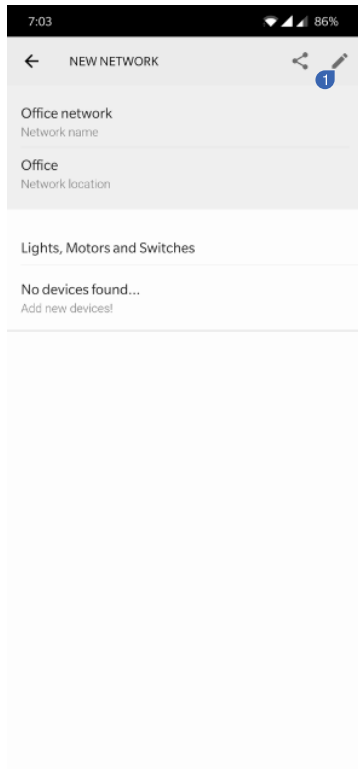 7:03
86%
NEW NETWORK
1
Office network
Network name
Office
Network location
Lights, Motors and Switches
No devices found...
Add new devices!